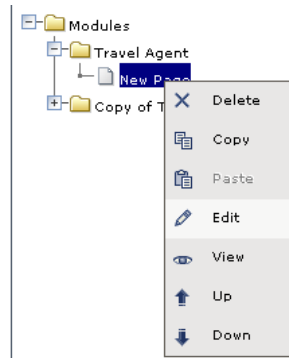 Modules
Travel Agent
New Page
Copy of T
Delete
Copy
Paste
Edit
View
Up
Down